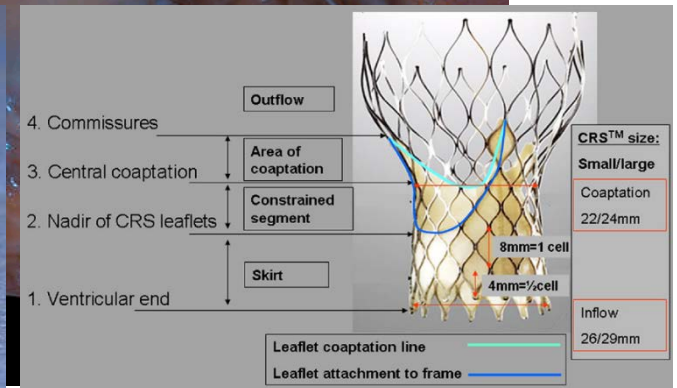 Outflow
4. Commissures
Area of
coaptation
3. Central coaptation
Constrained
segment
2. Nadir of CRS leaflets
Skirt
1. Ventricular end
8mm=1 cell
4mm=½cell
CRS™ size:
Small/large
Coaptation
22/24mm
Inflow
26/29mm
Leaflet coaptation line
Leaflet attachment to frame